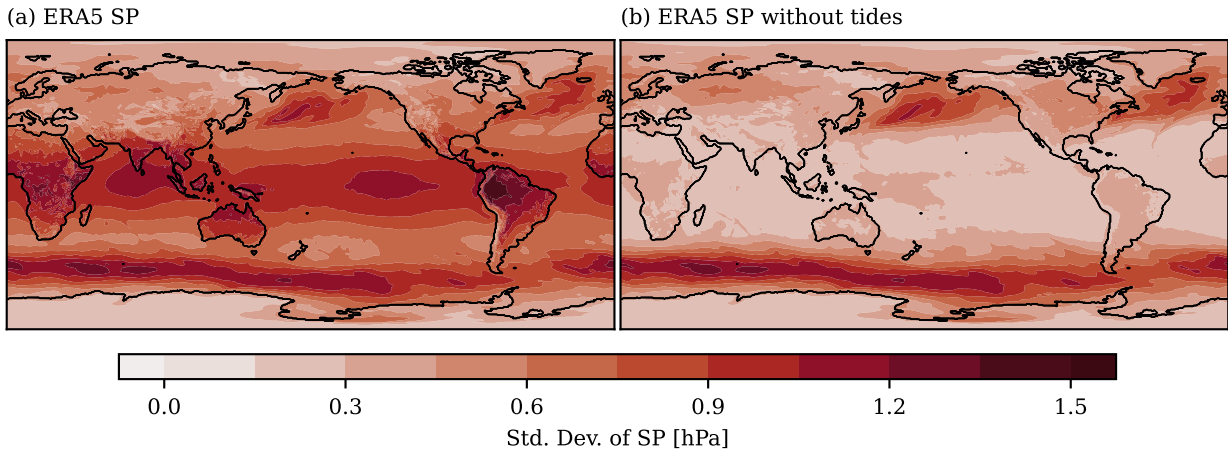 (a) ERA5 SP
(b) ERA5 SP without tides
0.0 0.3 0.6 0.9 1.2 1.5
Std. Dev. of SP [hPa]